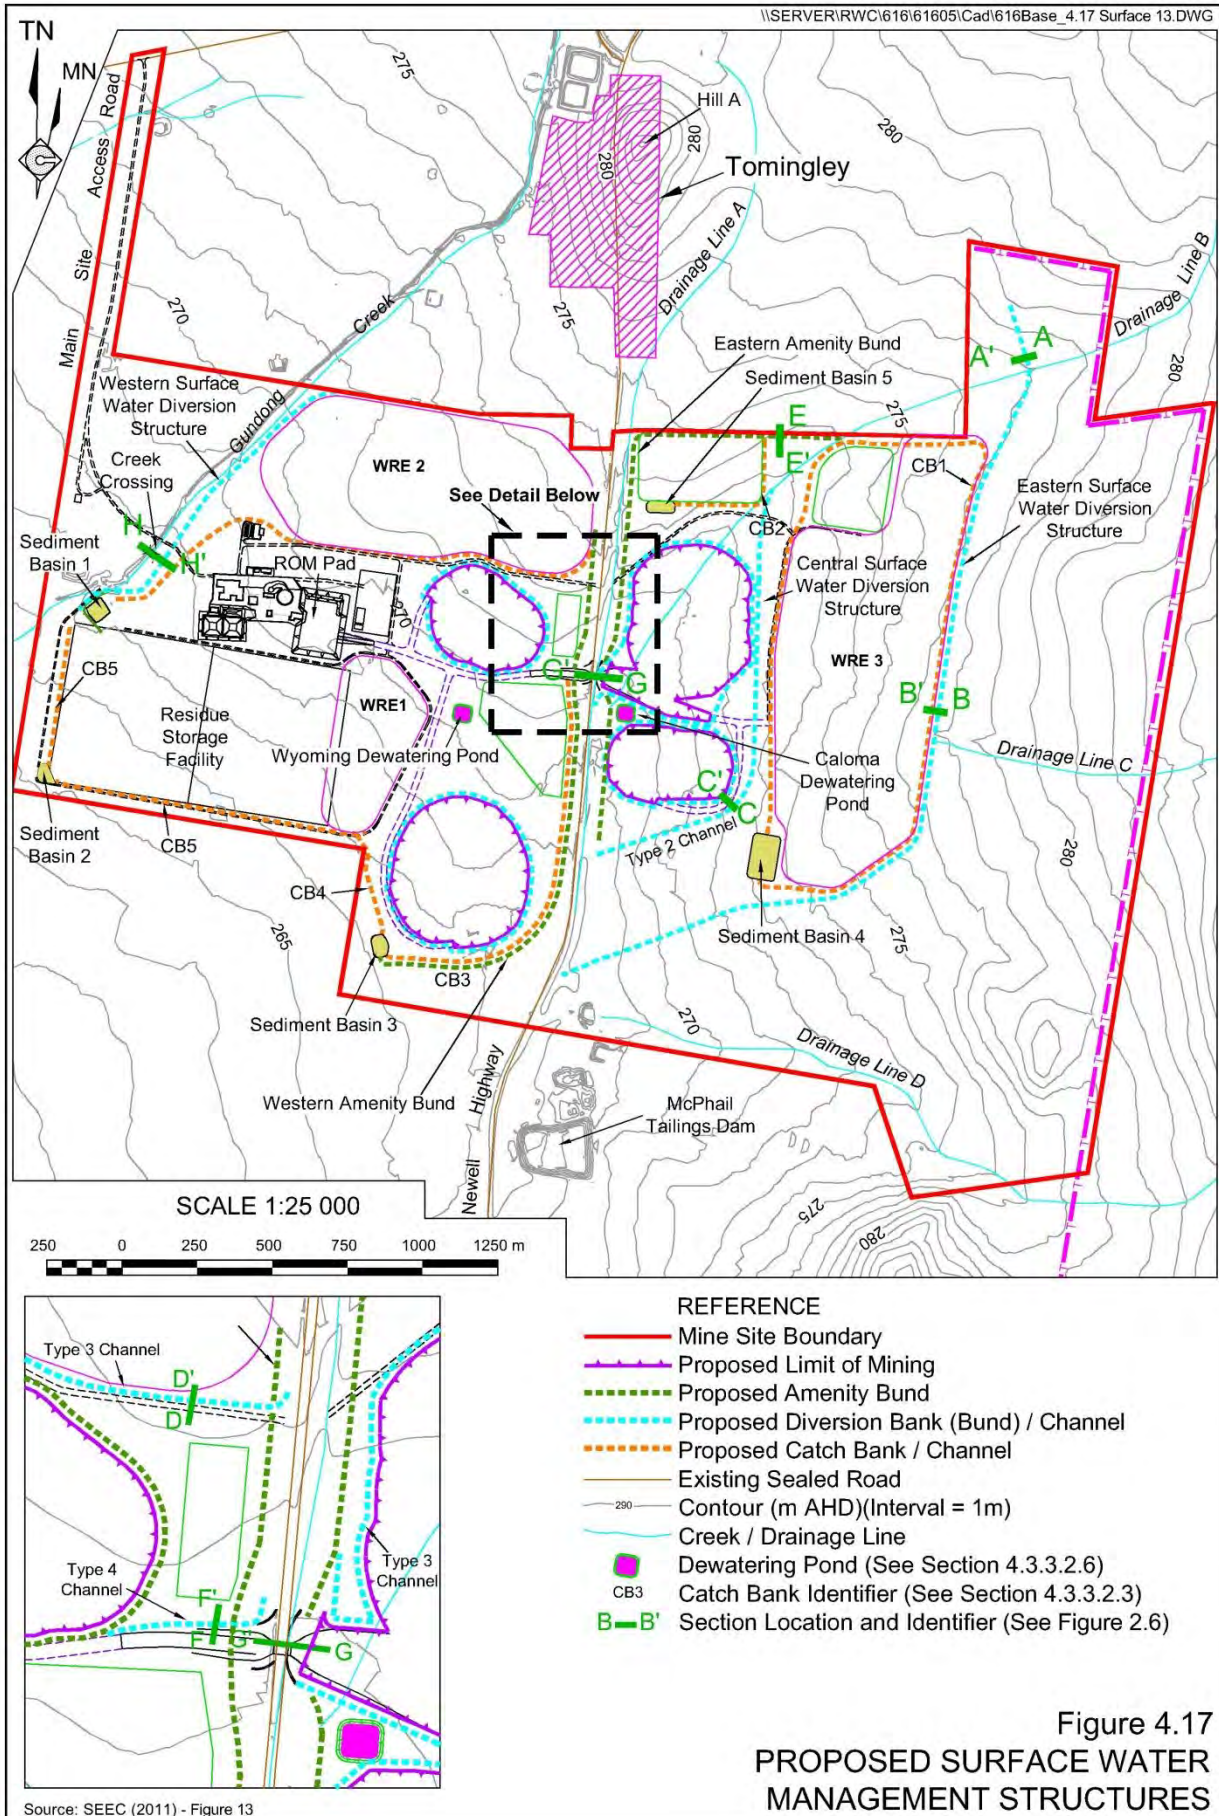 \\SERVER\RWC\616\61605\Cad\616Base_4.17 Surface 13.DWG
TN
MN
Main Site Access Road
275
Hill A
280
280
280
Tomingley
Drainage Line A
Drainage Line B
270
275
Gundong Creek
Eastern Amenity Bund
Sediment Basin 5
A'
A
280
Western Surface
Water Diversion
Structure
275
E
E'
CB1
WRE 2
Creek
Crossing
See Detail Below
Eastern Surface
Water Diversion
Structure
H
H'
CB2
Sediment
Basin 1
ROM Pad
270
Central Surface
Water Diversion
Structure
WRE 3
CB5
G'
G
WRE1
B'
B
Residue
Storage
Facility
Wyoming Dewatering Pond
Drainage Line C
Caloma
Dewatering
Pond
C'
C
Sediment
Basin 2
CB5
Type 2 Channel
280
CB4
265
Sediment Basin 4
275
CB3
Sediment Basin 3
270
Drainage Line D
Western Amenity Bund
Newell Highway
McPhail
Tailings Dam
275
280
SCALE 1:25 000
250 0 250 500 750 1000 1250 m
Type 3 Channel
D'
D
Type 4
Channel
Type 3
Channel
F'
F
G'
G
REFERENCE
Mine Site Boundary
Proposed Limit of Mining
Proposed Amenity Bund
Proposed Diversion Bank (Bund) / Channel
Proposed Catch Bank / Channel
Existing Sealed Road
290 Contour (m AHD)(Interval = 1m)
Creek / Drainage Line
Dewatering Pond (See Section 4.3.3.2.6)
CB3 Catch Bank Identifier (See Section 4.3.3.2.3)
B B' Section Location and Identifier (See Figure 2.6)
Figure 4.17
PROPOSED SURFACE WATER
MANAGEMENT STRUCTURES
Source: SEEC (2011) - Figure 13